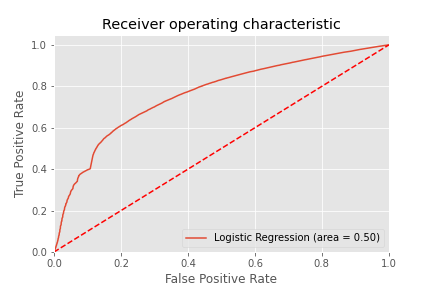 Receiver operating characteristic
True Positive Rate
1.0
0.8
0.6
0.4
0.2
0.0
Logistic Regression (area = 0.50)
0.0 0.2 0.4 0.6 0.8 1.0
False Positive Rate